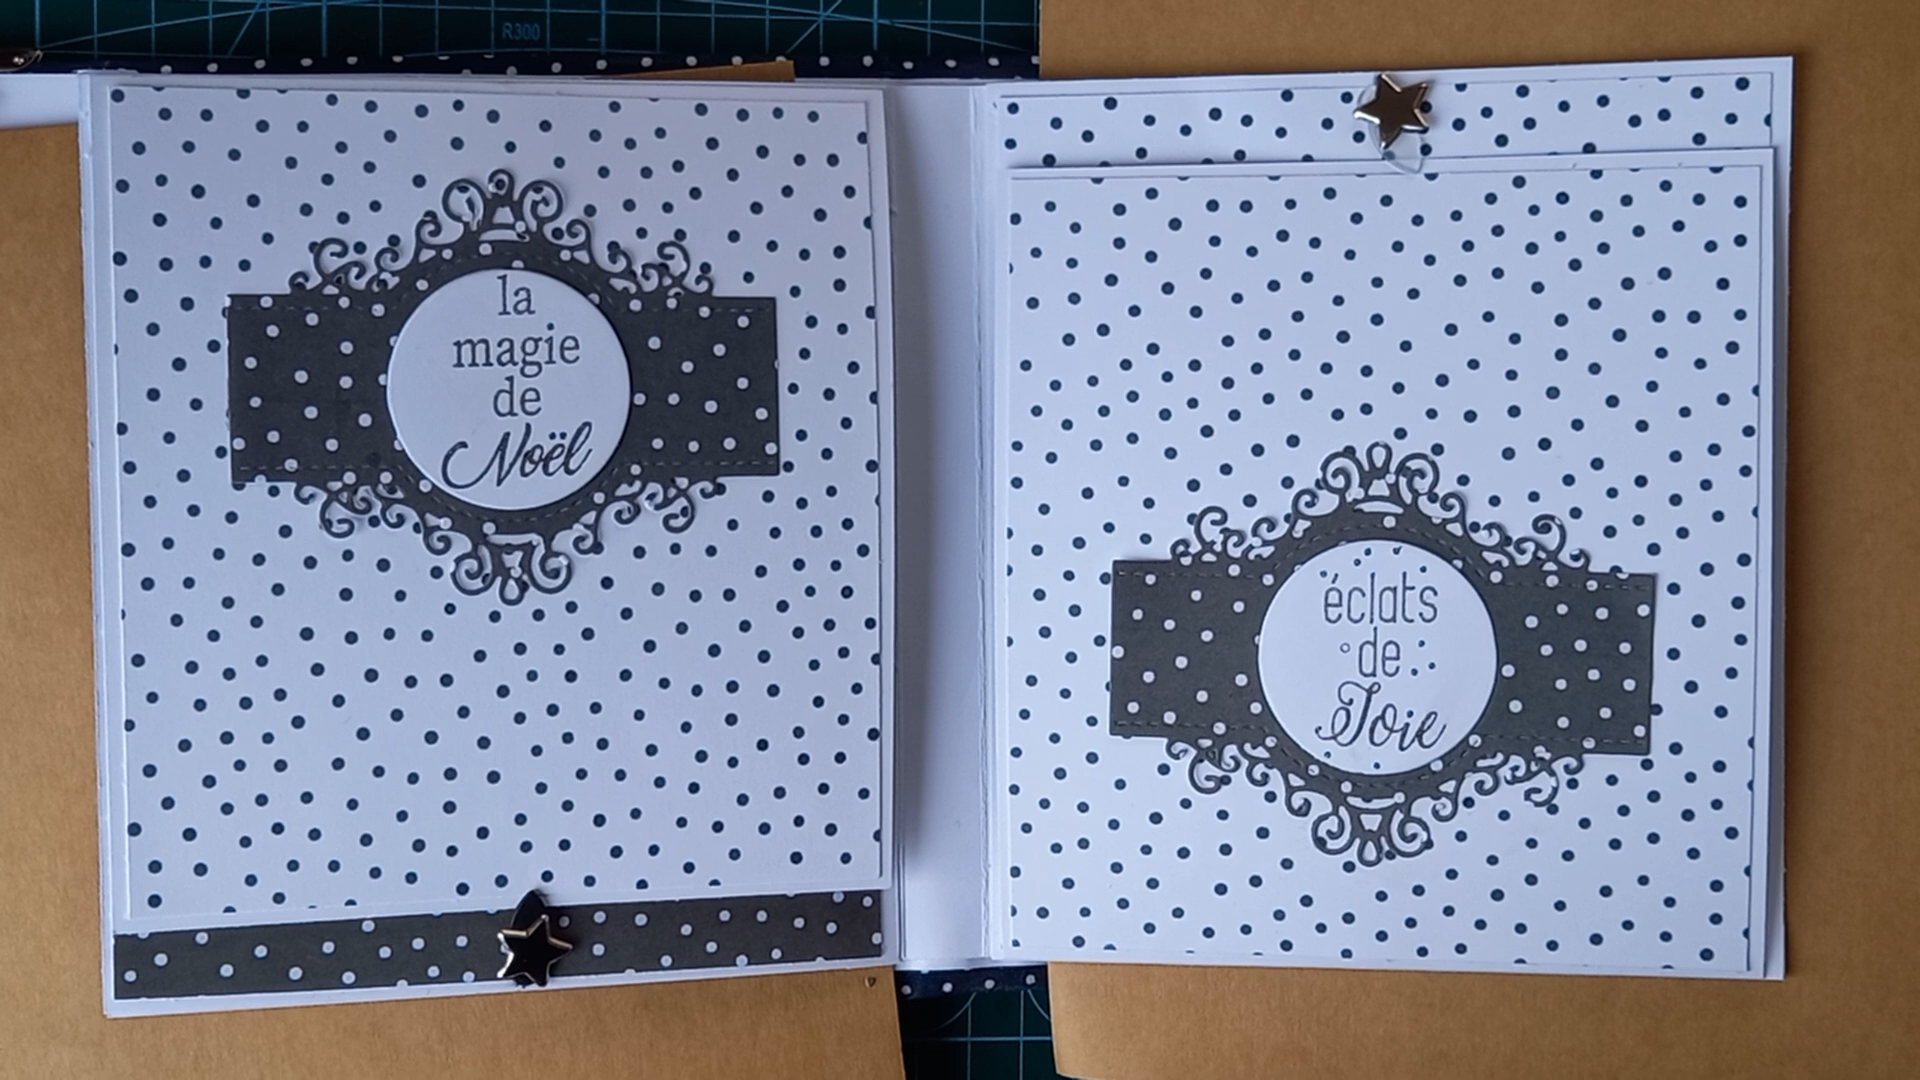 R300
la
magie
de
Noël
éclats
de
Joie